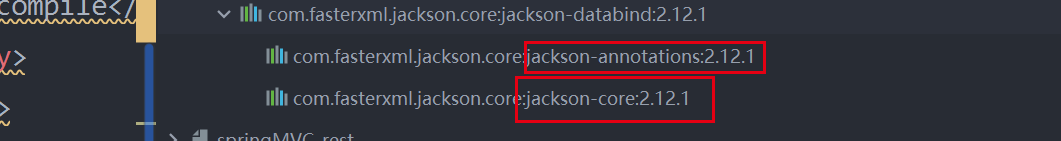 compile</
com.fasterxml.jackson.core:jackson-databind:2.12.1
y>
com.fasterxml.jackson.core:jackson-annotations:2.12.1
>
com.fasterxml.jackson.core:jackson-core:2.12.1
springMVC_rest